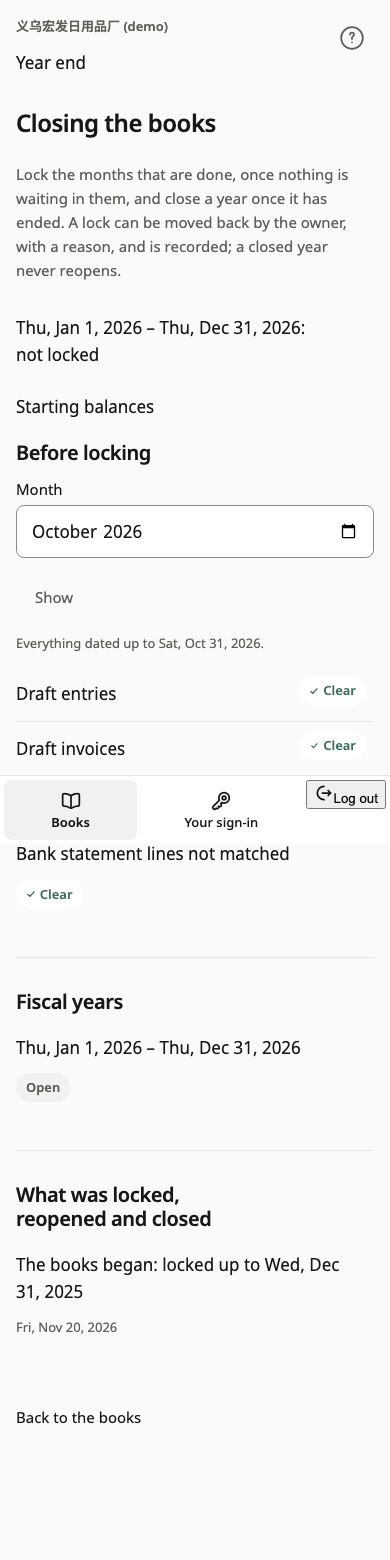 义乌宏发日用品厂 (demo)
Year end
Closing the books
Lock the months that are done, once nothing is
waiting in them, and close a year once it has
ended. A lock can be moved back by the owner,
with a reason, and is recorded; a closed year
never reopens.
Thu, Jan 1, 2026 – Thu, Dec 31, 2026:
not locked
Starting balances
Before locking
Month
October 2026
Show
Everything dated up to Sat, Oct 31, 2026.
Draft entries
Clear
Draft invoices
Clear
Books
Your sign-in
Log out
Bank statement lines not matched
Clear
Fiscal years
Thu, Jan 1, 2026 – Thu, Dec 31, 2026
Open
What was locked,
reopened and closed
The books began: locked up to Wed, Dec
31, 2025
Fri, Nov 20, 2026
Back to the books